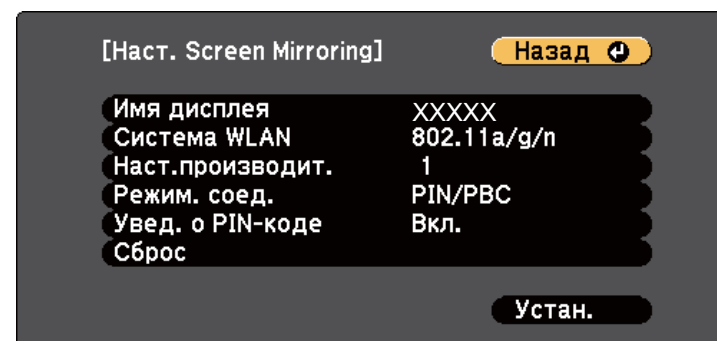 [Наст. Screen Mirroring] Назад
Имя дисплея XXXXX
Система WLAN 802.11a/g/n
Наст.производит. 1
Режим. соед. PIN/PBC
Увед. о PIN-коде Вкл.
Сброс
Устан.